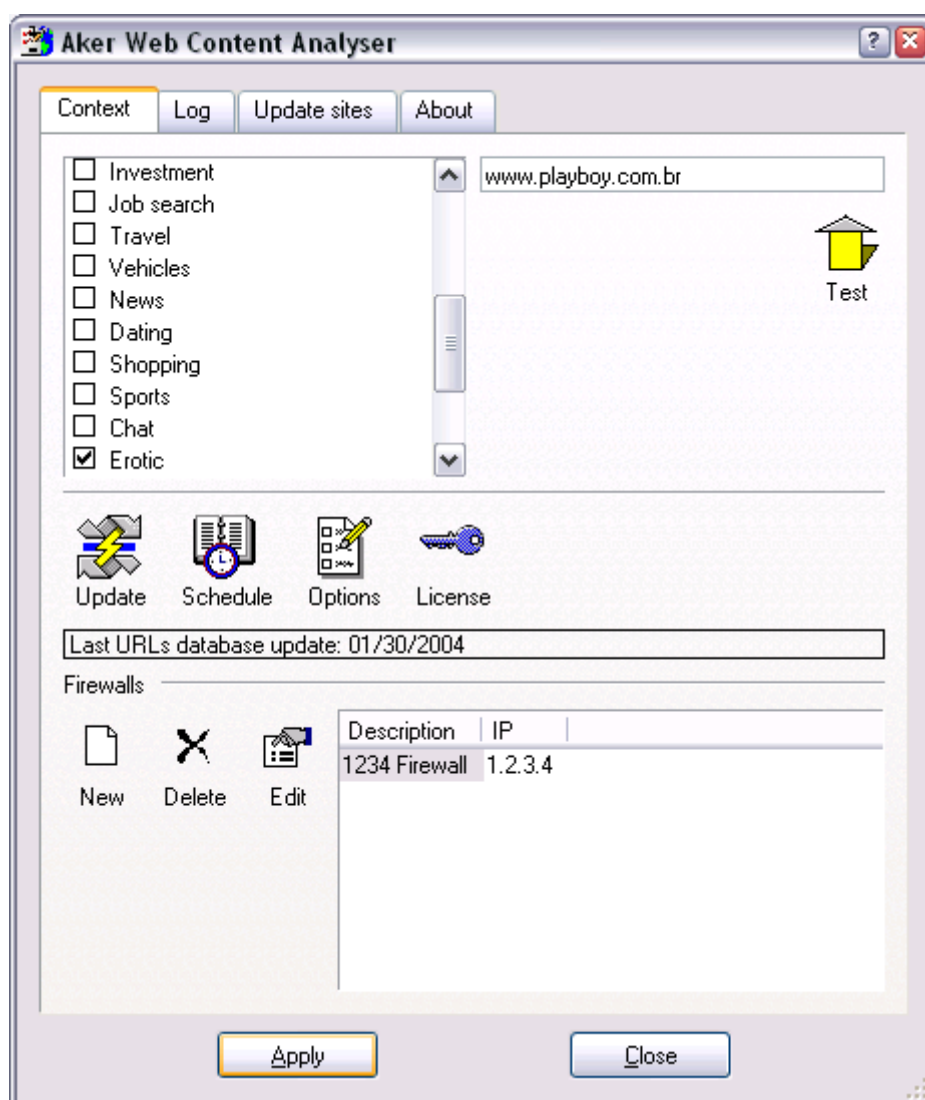 Aker Web Content Analyser
Context Log Update sites About
Investment
www.playboy.com.br
Job search
Travel
Vehicles
News
Dating
Shopping
Sports
Chat
Erotic
Test
Update Schedule Options License
Last URLs database update: 01/30/2004
Firewalls
New Delete Edit
Description IP
1234 Firewall 1.2.3.4
Apply Close